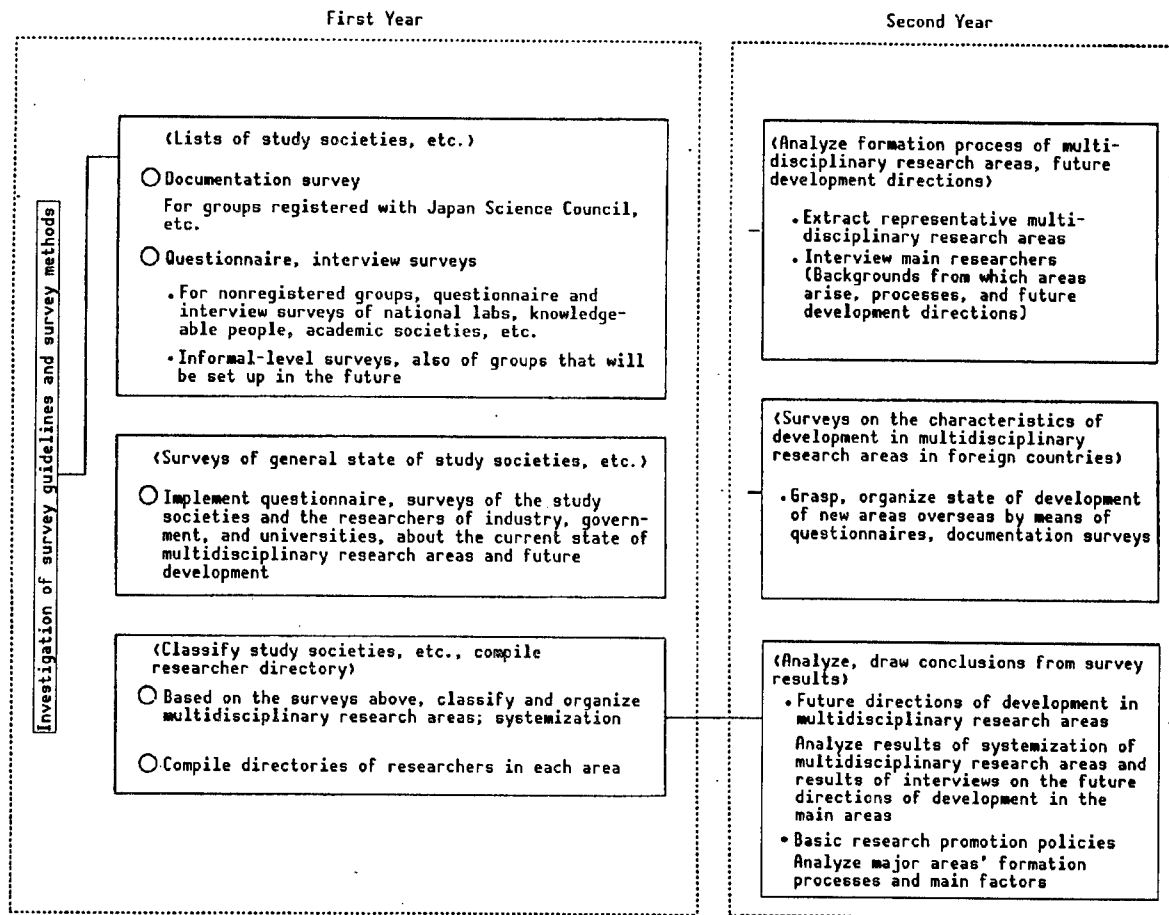 First Year
Investigation of survey guidelines and survey methods
(Lists of study societies, etc.)
Documentation survey
For groups registered with Japan Science Council,
etc.
Questionnaire, interview surveys
• For nonregistered groups, questionnaire and
interview surveys of national labs, knowledge-
able people, academic societies, etc.
• Informal-level surveys, also of groups that will
be set up in the future
(Surveys of general state of study societies, etc.)
Implement questionnaire, surveys of the study
societies and the researchers of industry, govern-
ment, and universities, about the current state of
multidisciplinary research areas and future
development
(Classify study societies, etc., compile
researcher directory)
Based on the surveys above, classify and organize
multidisciplinary research areas; systemization
Compile directories of researchers in each area
Second Year
(Analyze formation process of multi-
disciplinary research areas, future
development directions)
• Extract representative multi-
disciplinary research areas
• Interview main researchers
(Backgrounds from which areas
arise, processes, and future
development directions)
(Surveys on the characteristics of
development in multidisciplinary
research areas in foreign countries)
• Grasp, organize state of development
of new areas overseas by means of
questionnaires, documentation surveys
(Analyze, draw conclusions from survey
results)
• Future directions of development in
multidisciplinary research areas
Analyze results of systemization of
multidisciplinary research areas and
results of interviews on the future
directions of development in the
main areas
• Basic research promotion policies
Analyze major areas' formation
processes and main factors